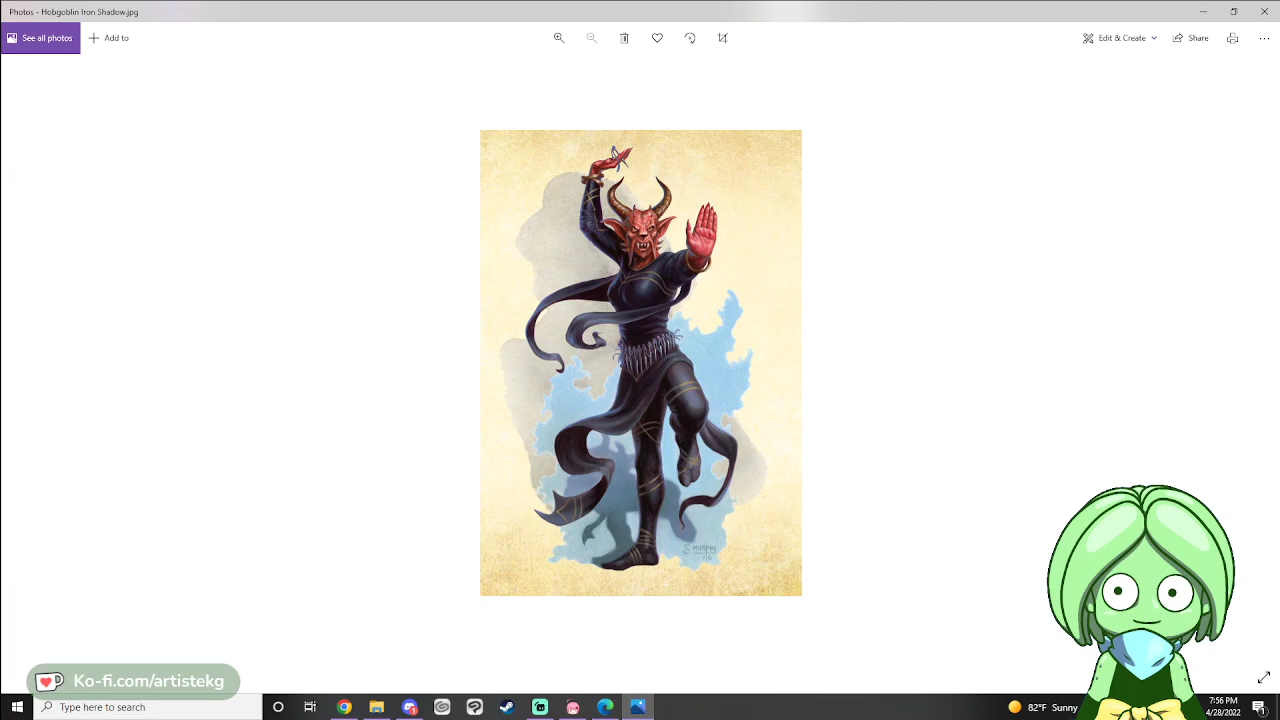 Photos - Hobgoblin Iron Shadow.jpg
See all photos
Add to
Edit & Create
Share
Ko-fi.com/artistekg
Type here to search
82°F Sunny
7:56 PM
4/28/2022